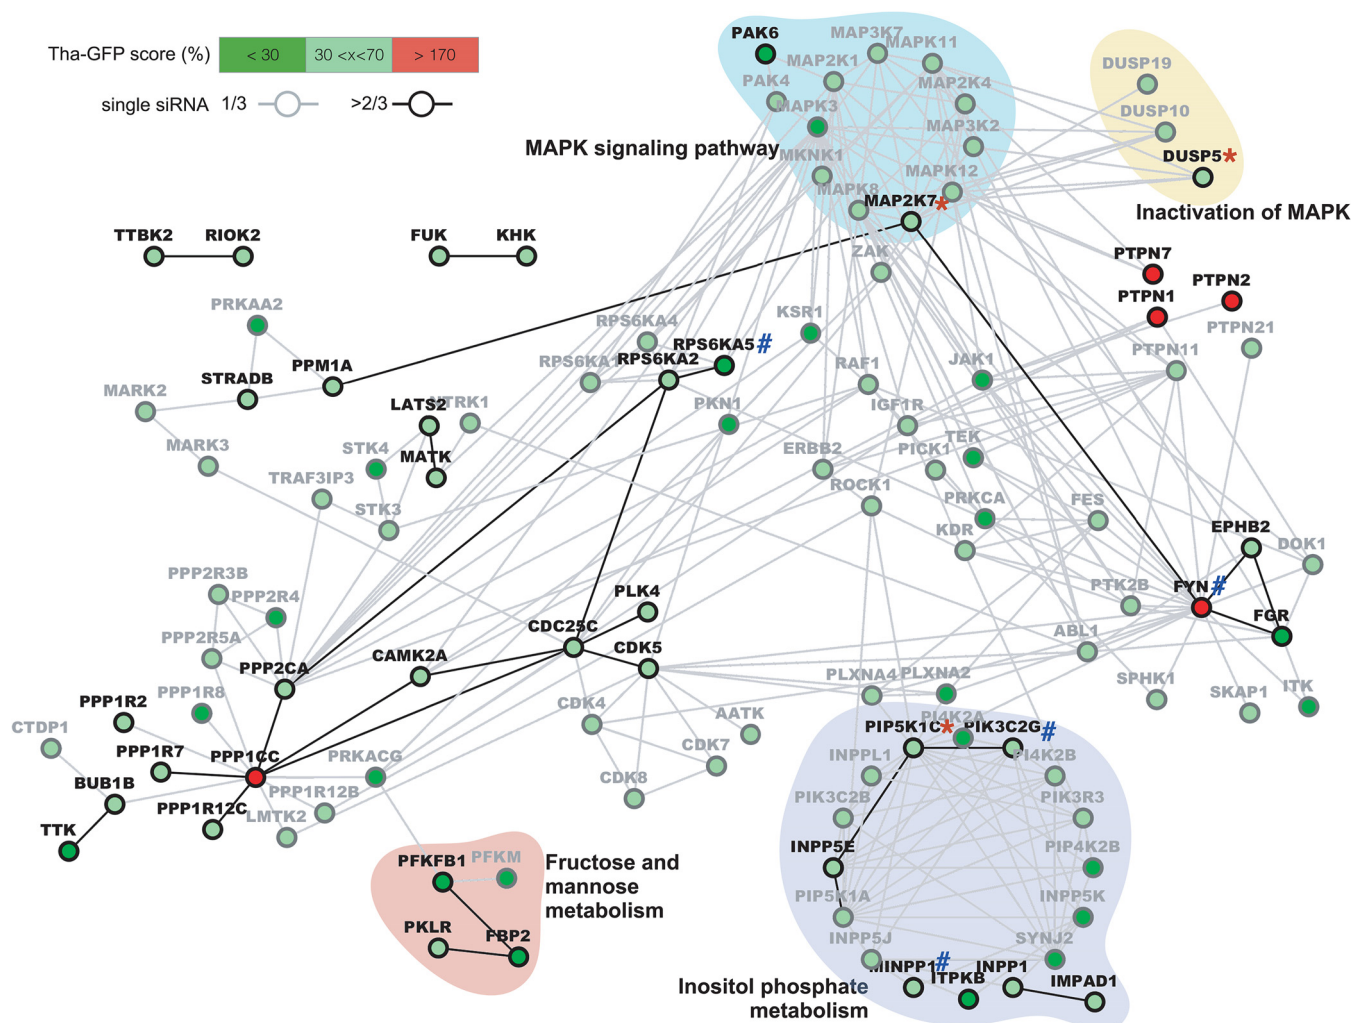 Tha-GFP score (%)
< 30
30 <x<70
> 170
single siRNA
1/3
>2/3
PAK6
MAP3K7
MAPK11
MAP2K1
MAP2K4
PAK4
MAPK3
MAP3K2
MAPK signaling pathway
MKNK1
MAPK12
MAPK8
MAP2K7*
DUSP19
DUSP10
DUSP5*
Inactivation of MAPK
TTBK2
RIOK2
FUK
KHK
ZAK
PTPN7
PTPN2
PTPN1
PTPN21
PTPN11
PRKAA2
PPM1A
STRADB
MARK2
MARK3
RPS6KA4
RPS6KA5 #
RPS6KA1
RPS6KA2
KSR1
RAF1
JAK1
IGF1R
LATS2
NTRK1
PKN1
STK4
MATK
TRAF3IP3
STK3
ERBB2
PICK1
TEK
ROCK1
PRKCA
FES
KDR
EPHB2
DOK1
PTK2B
FYN #
FGR
ABL1
PPP2R3B
PPP2R4
PPP2R5A
PPP2CA
PLK4
CDC25C
CAMK2A
CDK5
PPP1R8
PPP1R2
CTDP1
PPP1R7
PPP1CC
PRKACG
BUB1B
PPP1R12C
PPP1R12B
LMTK2
TTK
CDK4
AATK
CDK7
CDK8
PLXNA4
PLXNA2
SPHK1
SKAP1
ITK
PI4K2A
PIP5K1C*
PIK3C2G #
INPPL1
PI4K2B
PIK3C2B
PIK3R3
INPP5E
PIP4K2B
PIP5K1A
INPP5K
INPP5J
SYNJ2
MINPP1 #
ITPKB
INPP1
IMPAD1
Inositol phosphate
metabolism
PFKFB1
PFKM
PKLR
FBP2
Fructose and
mannose
metabolism